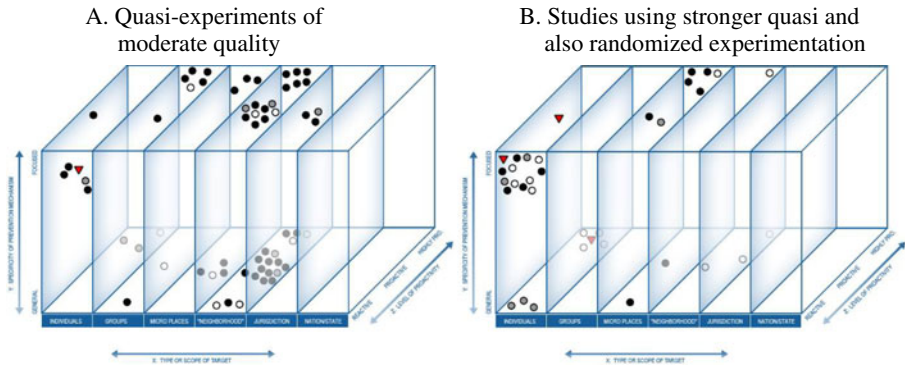 A. Quasi-experiments of
moderate quality
B. Studies using stronger quasi and
also randomized experimentation
Y: SPECIFICITY OF PREVENTION MECHANISM
FOCUSED
GENERAL
INDIVIDUALS
GROUPS
MICRO PLACES
"NEIGHBORHOOD"
JURISDICTION
NATION/STATE
REACTIVE
PROACTIVE
HIGHLY PRO.
Z: LEVEL OF PROACTIVITY
X: TYPE OR SCOPE OF TARGET
Y: SPECIFICITY OF PREVENTION MECHANISM
FOCUSED
GENERAL
INDIVIDUALS
GROUPS
MICRO PLACES
"NEIGHBORHOOD"
JURISDICTION
NATION/STATE
REACTIVE
PROACTIVE
HIGHLY PRO.
Z: LEVEL OF PROACTIVITY
X: TYPE OR SCOPE OF TARGET